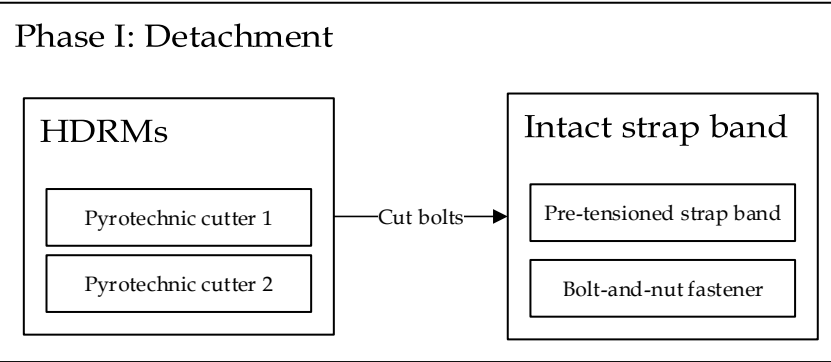 Phase I: Detachment
HDRMs
Pyrotechnic cutter 1
Pyrotechnic cutter 2
Cut bolts
Intact strap band
Pre-tensioned strap band
Bolt-and-nut fastener